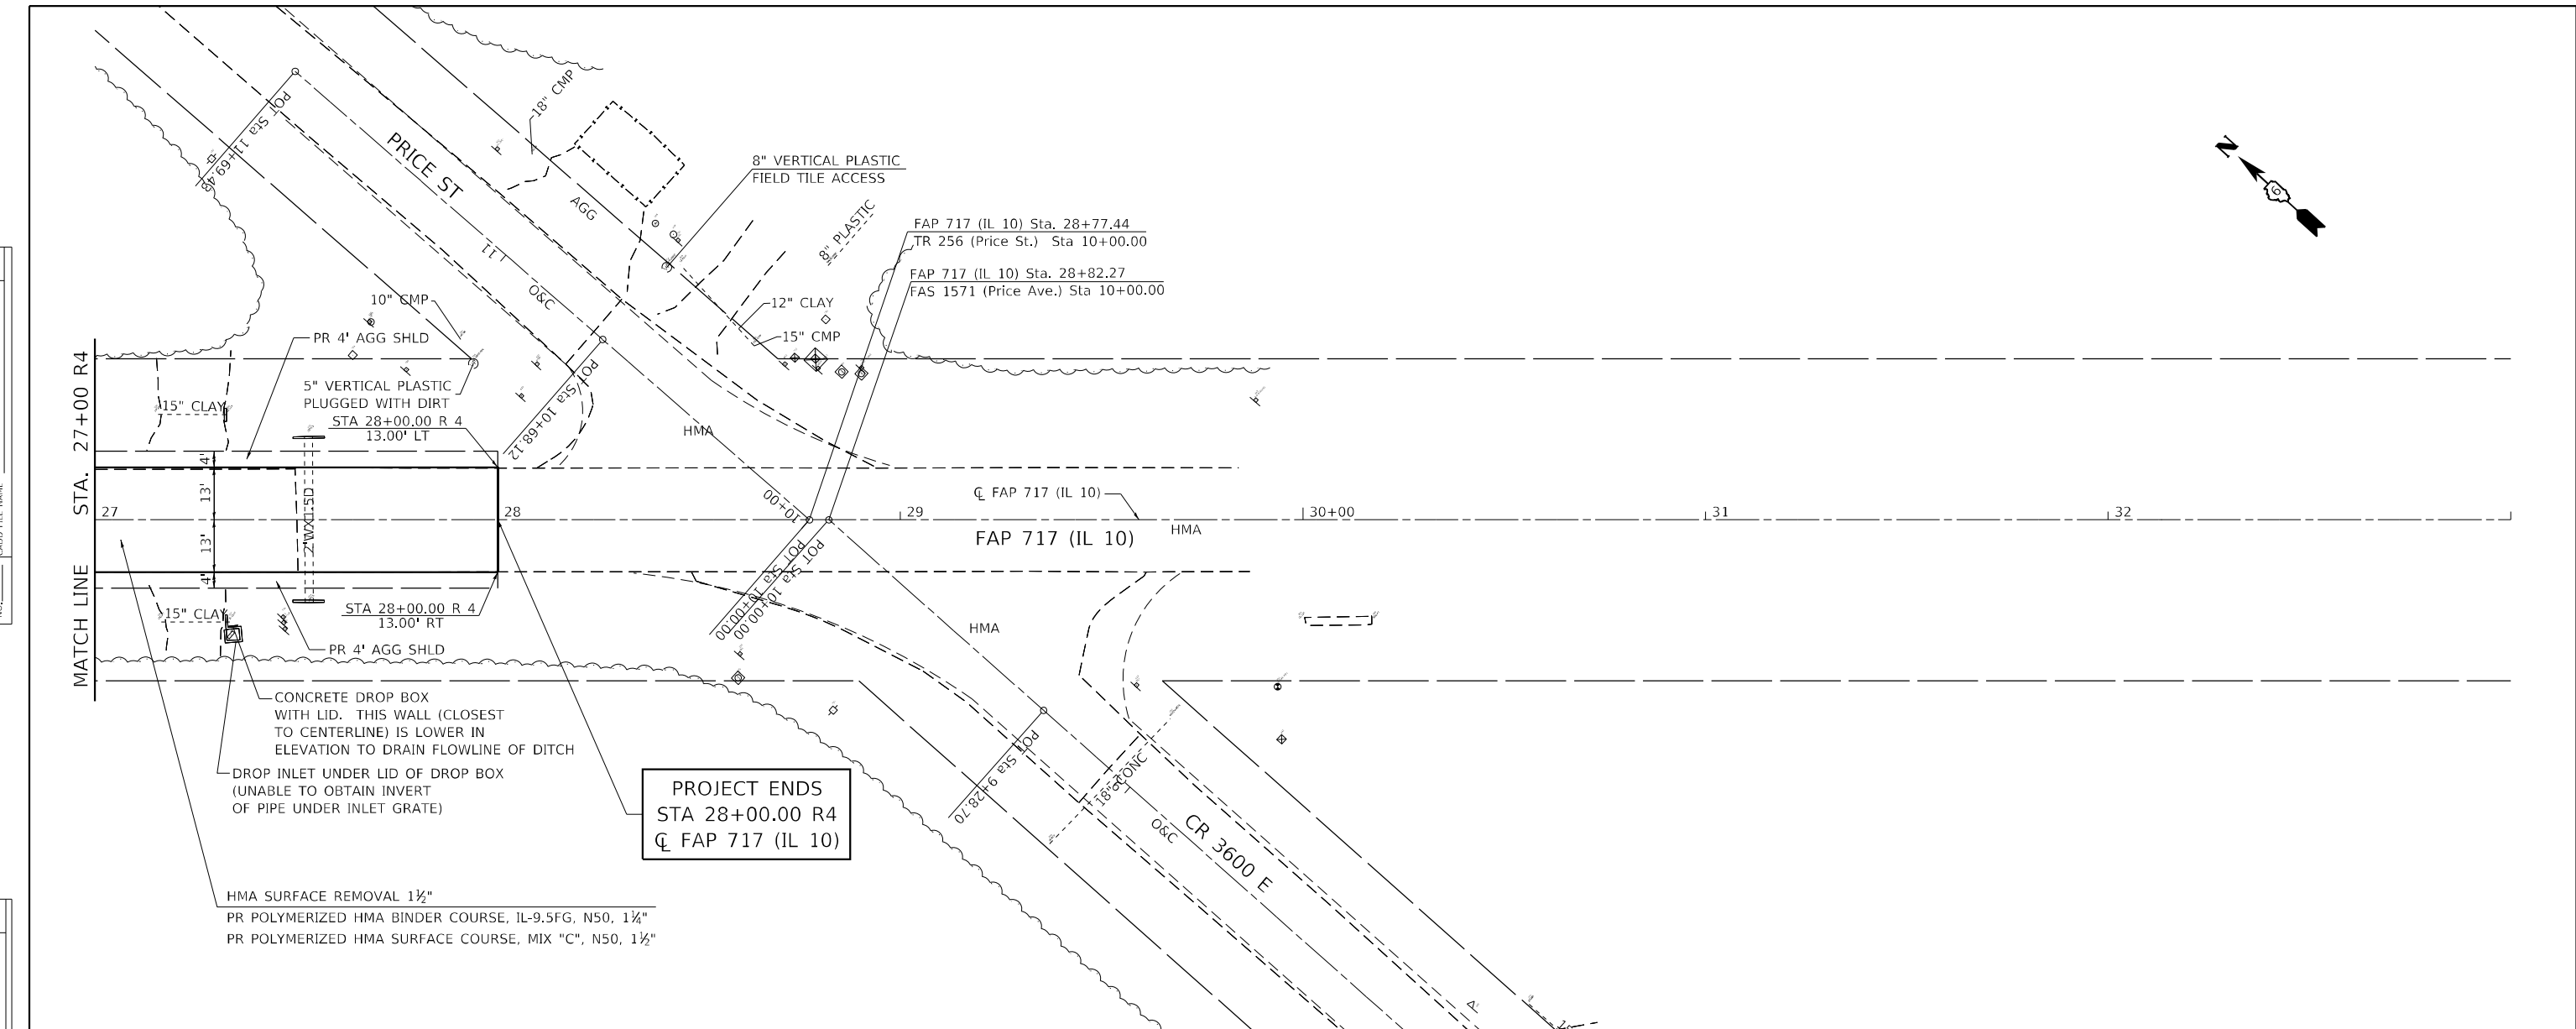 18" CMP
POT Sta 11+69.48
PRICE ST
8" VERTICAL PLASTIC
FIELD TILE ACCESS
N
AGG
8" PLASTIC
FAP 717 (IL 10) Sta. 28+77.44
TR 256 (Price St.) Sta 10+00.00
FAP 717 (IL 10) Sta. 28+82.27
FAS 1571 (Price Ave.) Sta 10+00.00
11
O&C
10" CMP
12" CLAY
15" CMP
PR 4' AGG SHLD
5" VERTICAL PLASTIC
PLUGGED WITH DIRT
15" CLAY
STA 28+00.00 R 4
13.00' LT
POT Sta 10+68.12
HMA
MATCH LINE STA. 27+00 R4
4'
13'
13'
4'
2'WX1.5D
27
28
10+00
29
30+00
31
32
℄ FAP 717 (IL 10)
FAP 717 (IL 10)
HMA
POT Sta 10+00.00
POT Sta 10+00.00
15" CLAY
STA 28+00.00 R 4
13.00' RT
PR 4' AGG SHLD
HMA
CONCRETE DROP BOX
WITH LID. THIS WALL (CLOSEST
TO CENTERLINE) IS LOWER IN
ELEVATION TO DRAIN FLOWLINE OF DITCH
DROP INLET UNDER LID OF DROP BOX
(UNABLE TO OBTAIN INVERT
OF PIPE UNDER INLET GRATE)
PROJECT ENDS
STA 28+00.00 R4
℄ FAP 717 (IL 10)
POT Sta 9+28.70
18" CONC
O&C
CR 3600 E
HMA SURFACE REMOVAL 1½"
PR POLYMERIZED HMA BINDER COURSE, IL-9.5FG, N50, 1¼"
PR POLYMERIZED HMA SURFACE COURSE, MIX "C", N50, 1½"